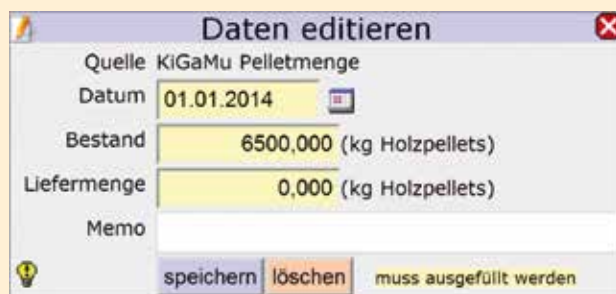 Daten editieren
Quelle KiGaMu Pelletmenge
Datum 01.01.2014
Bestand 6500,000 (kg Holzpellets)
Liefermenge 0,000 (kg Holzpellets)
Memo
speichern löschen muss ausgefüllt werden